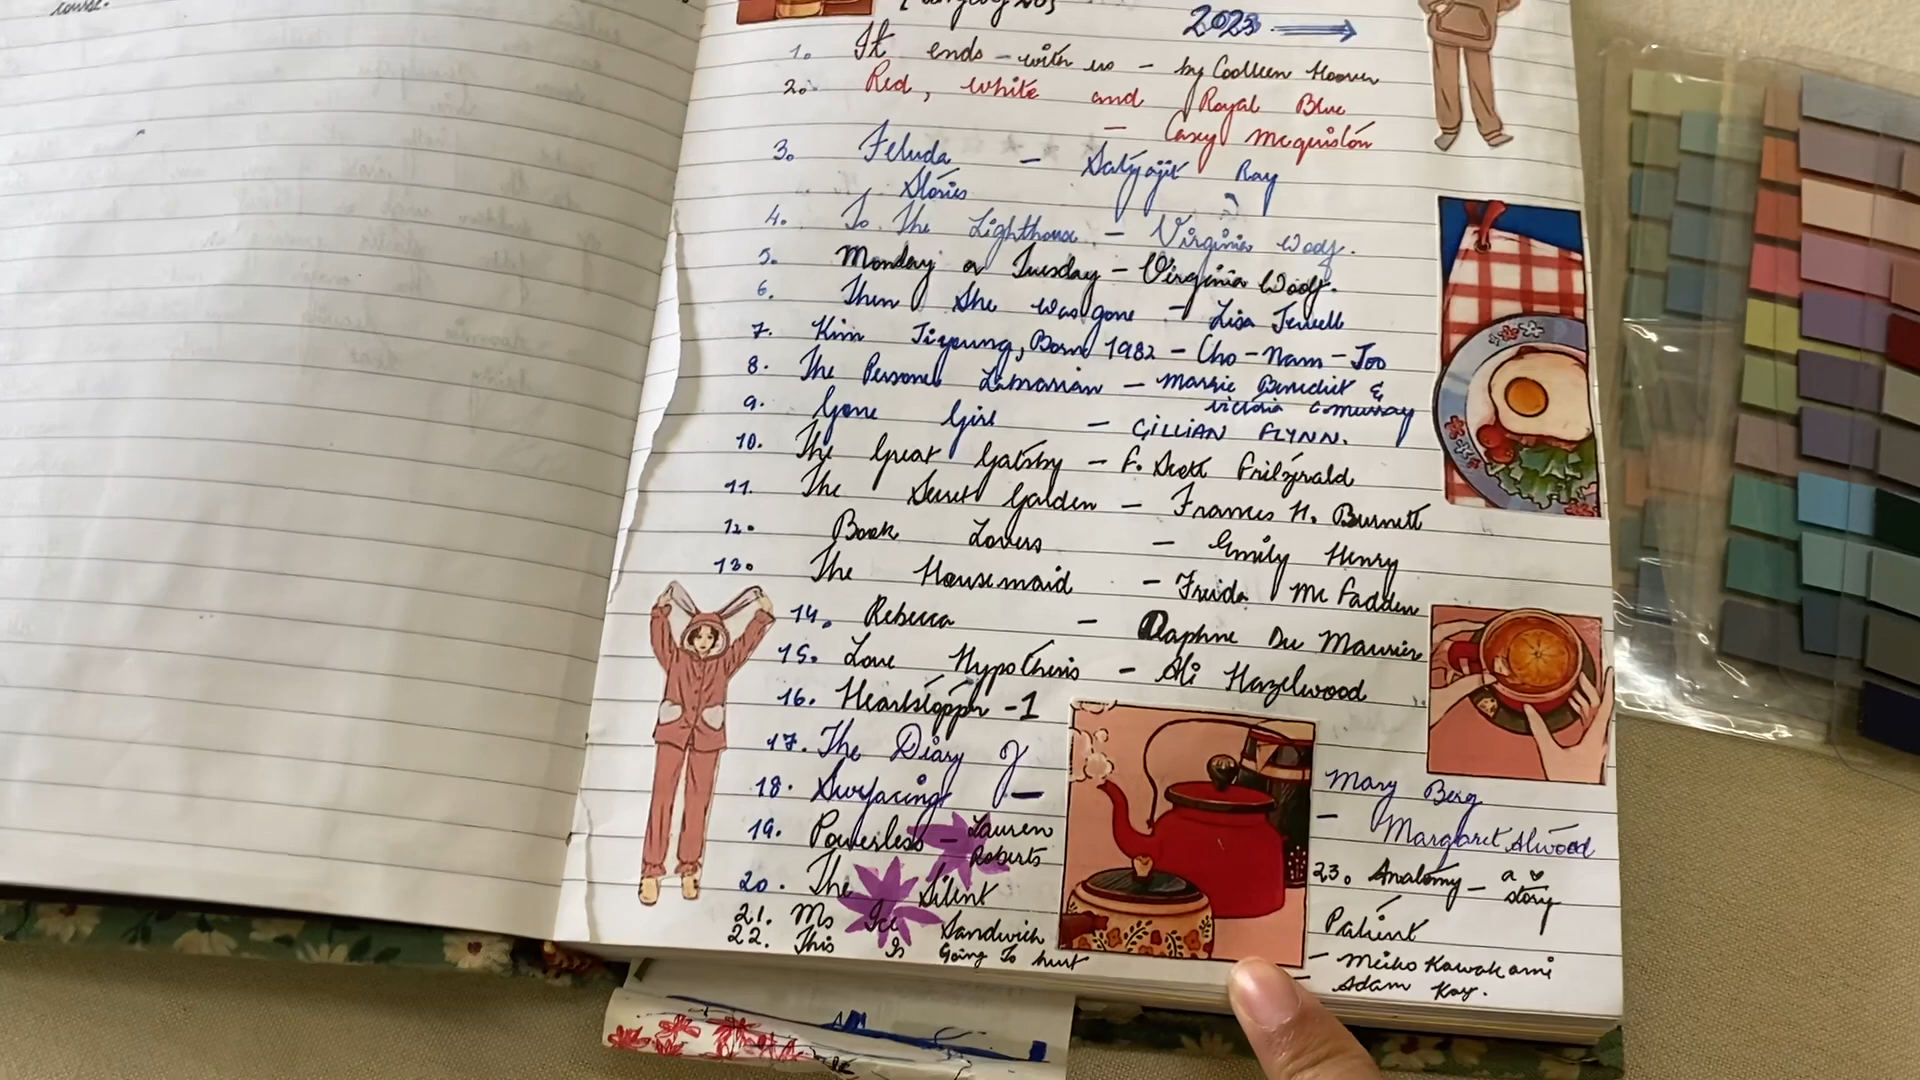 2023
1. It ends - with us - by Coolleen Hoover
2. Red, white and Royal Blue
- Casey Mcquiston
3. Feluda - Satyajit Ray
Stories
4. To The Lighthouse - Virginia Woolf.
5. Monday or Tuesday - Virginia Woolf.
6. Then She was gone - Lisa Jewell
7. Kim Jiyoung, Born 1982 - Cho-Nam-Joo
8. The Personal Librarian - Marrie Benedict &
victoria C. Murray
9. Gone Girl - GILLIAN FLYNN.
10. The Great Gatsby - F. Scott Fritzgrald
11. The Secret Garden - Frances H. Burnett
12. Book Lovers - Emily Henry
13. The Housemaid - Freida Mc Fadden
14. Rebecca - Daphne Du Maurier
15. Love Hypothesis - Ali Hazelwood
16. Heartstopper -1
17. The Diary of Mary Berg
18. Surfacing - Margaret Atwood
19. Powerless - Lauren
Roberts
20. The Silent Patient
21. Ms Ice Sandwich - Meiko Kawakami
22. This Is Going To hurt - Adam Kay.
23. Anatomy - a story